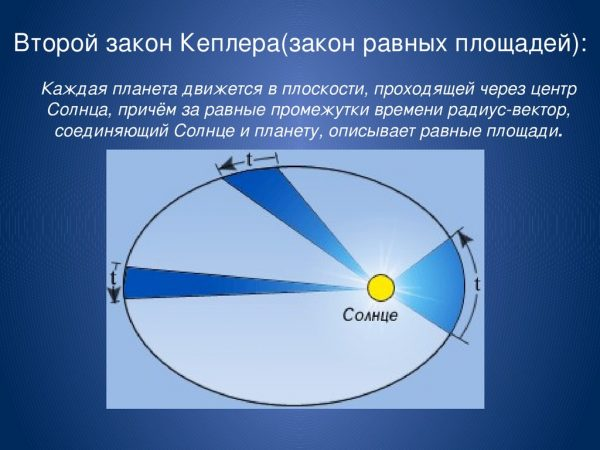 Второй закон Кеплера(закон равных площадей):
Каждая планета движется в плоскости, проходящей через центр
Солнца, причём за равные промежутки времени радиус-вектор,
соединяющий Солнце и планету, описывает равные площади.
t
t
t
Солнце